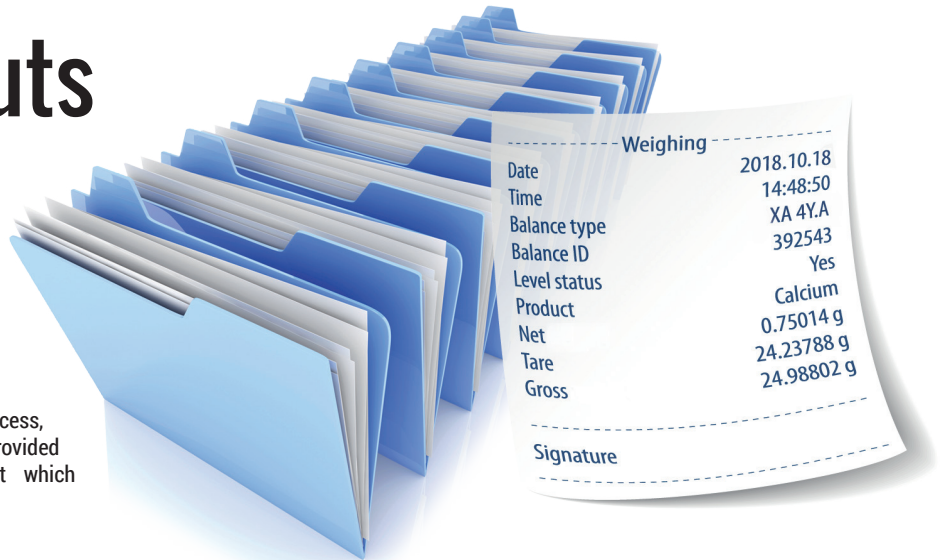 uts
Weighing
Date 2018.10.18
Time 14:48:50
Balance type XA 4Y.A
Balance ID 392543
Level status Yes
Product Calcium
Net 0.75014 g
Tare 24.23788 g
Gross 24.98802 g
Signature
cess,
rovided
t which